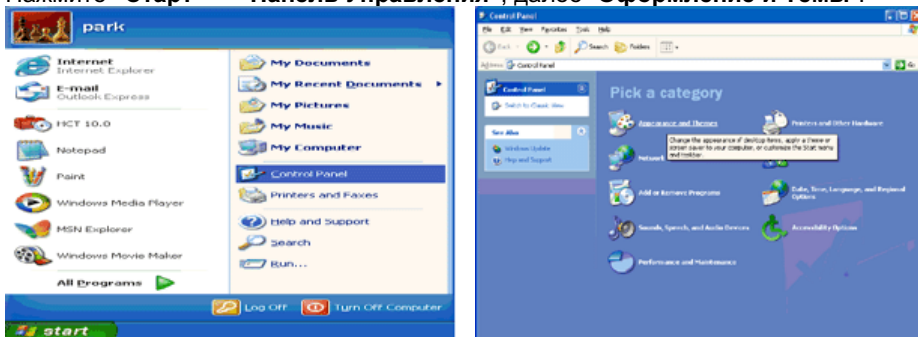 Нажмите "Старт" - "Панель Управления", далее "Оформление и Темы".
park
Internet
Internet Explorer
E-mail
Outlook Express
HCT 10.0
Notepad
Paint
Windows Media Player
MSN Explorer
Windows Movie Maker
All Programs
My Documents
My Recent Documents
My Pictures
My Music
My Computer
Control Panel
Printers and Faxes
Help and Support
Search
Run...
Log Off
Turn Off Computer
start
Control Panel
File Edit View Favorites Tools Help
Back Search Folders
Address Control Panel Go
Control Panel
Switch to Classic View
See Also
Windows Update
Help and Support
Pick a category
Appearance and Themes
Printers and Other Hardware
Change the appearance of desktop items, apply a theme or
screen saver to your computer, or customize the Start menu
and taskbar.
Network
Add or Remove Programs
Date, Time, Language, and Regional
Options
Sounds, Speech, and Audio Devices
Accessibility Options
Performance and Maintenance